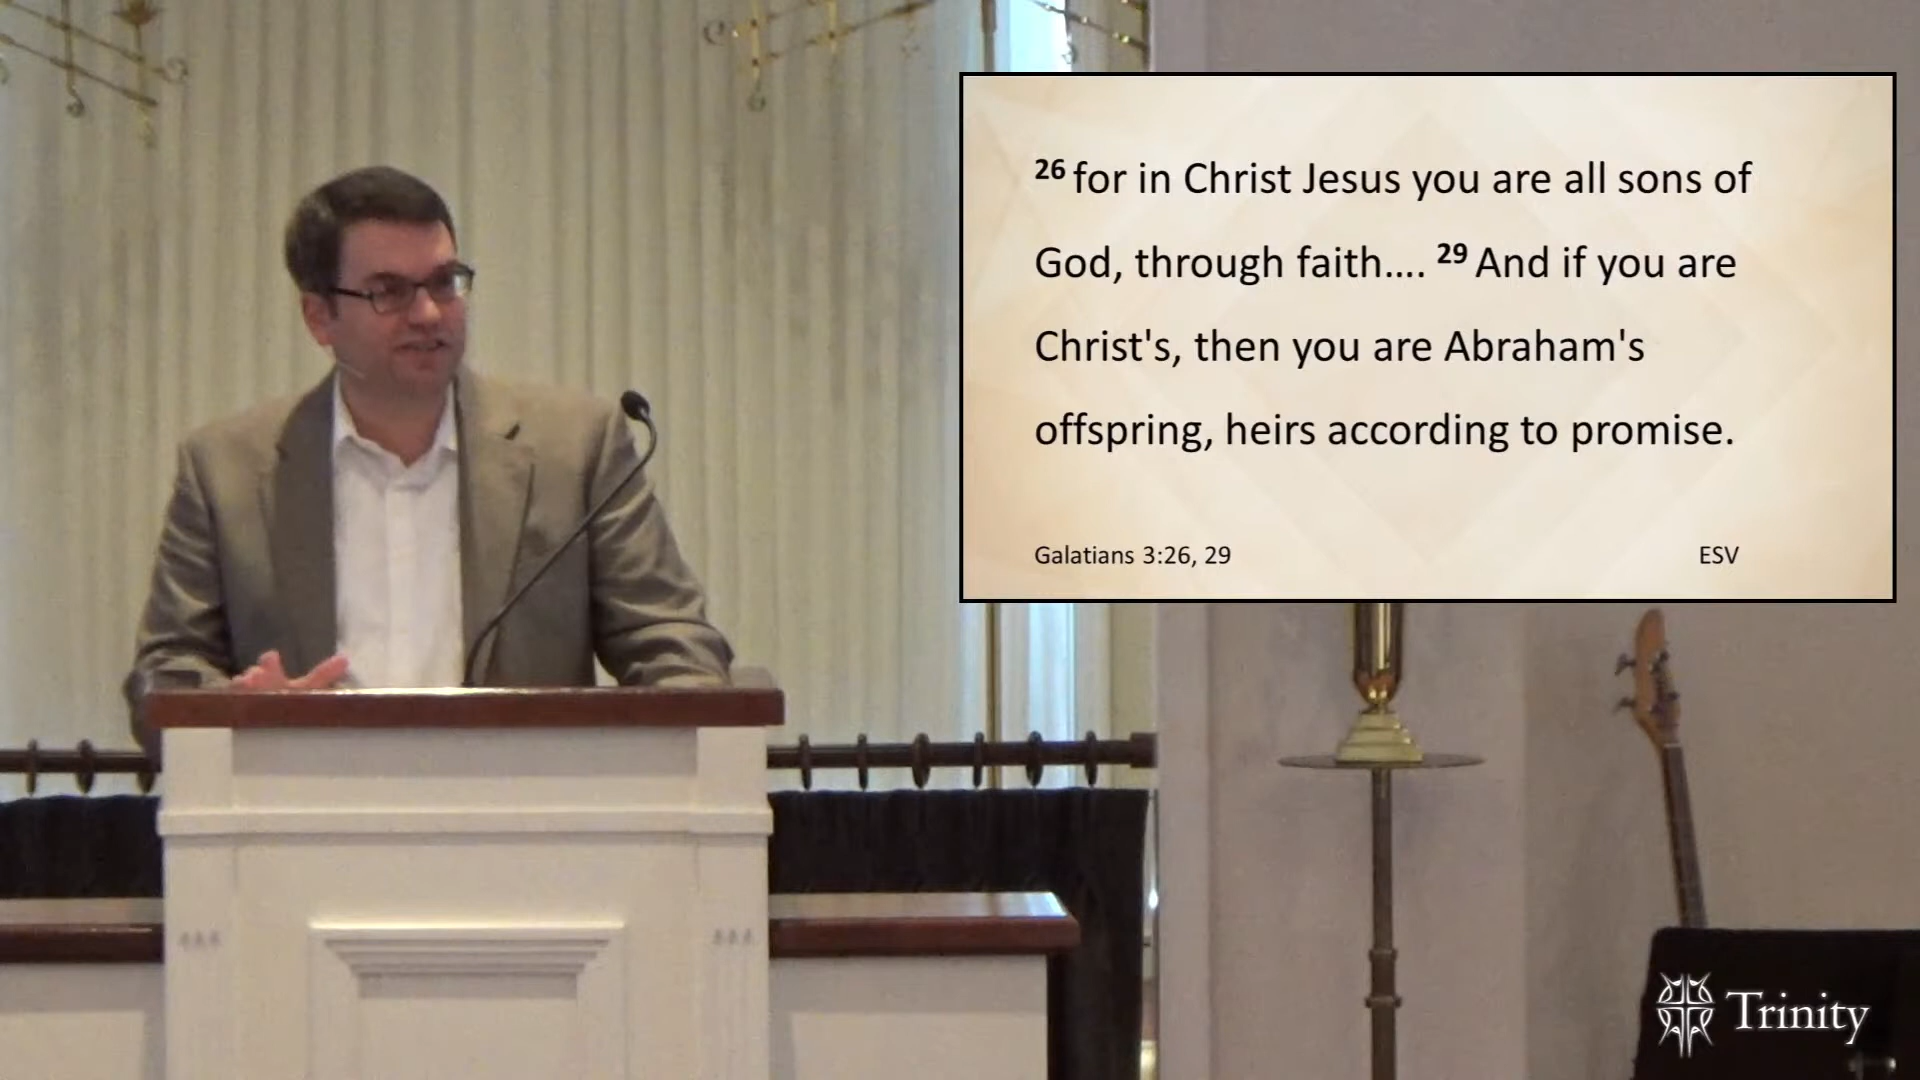 26 for in Christ Jesus you are all sons of
God, through faith.... 29 And if you are
Christ's, then you are Abraham's
offspring, heirs according to promise.
Galatians 3:26, 29 ESV
Trinity